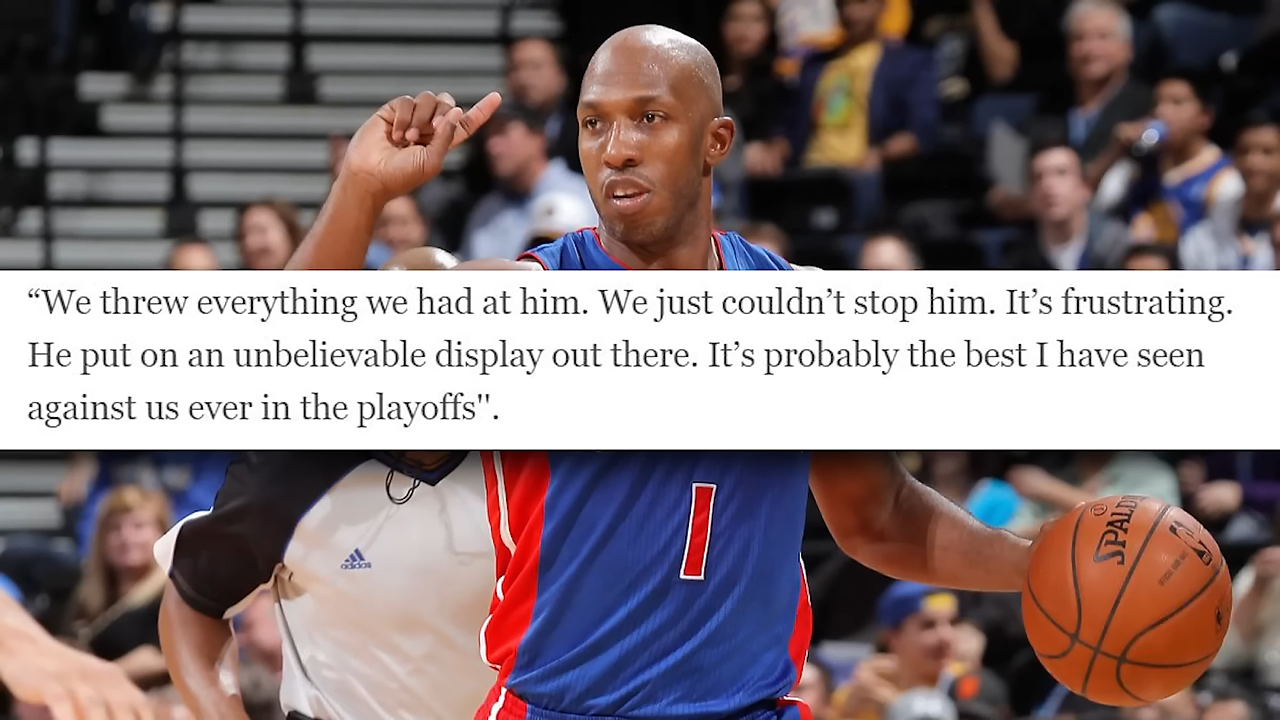 “We threw everything we had at him. We just couldn’t stop him. It’s frustrating.
He put on an unbelievable display out there. It’s probably the best I have seen
against us ever in the playoffs".
adidas
1
SPALD